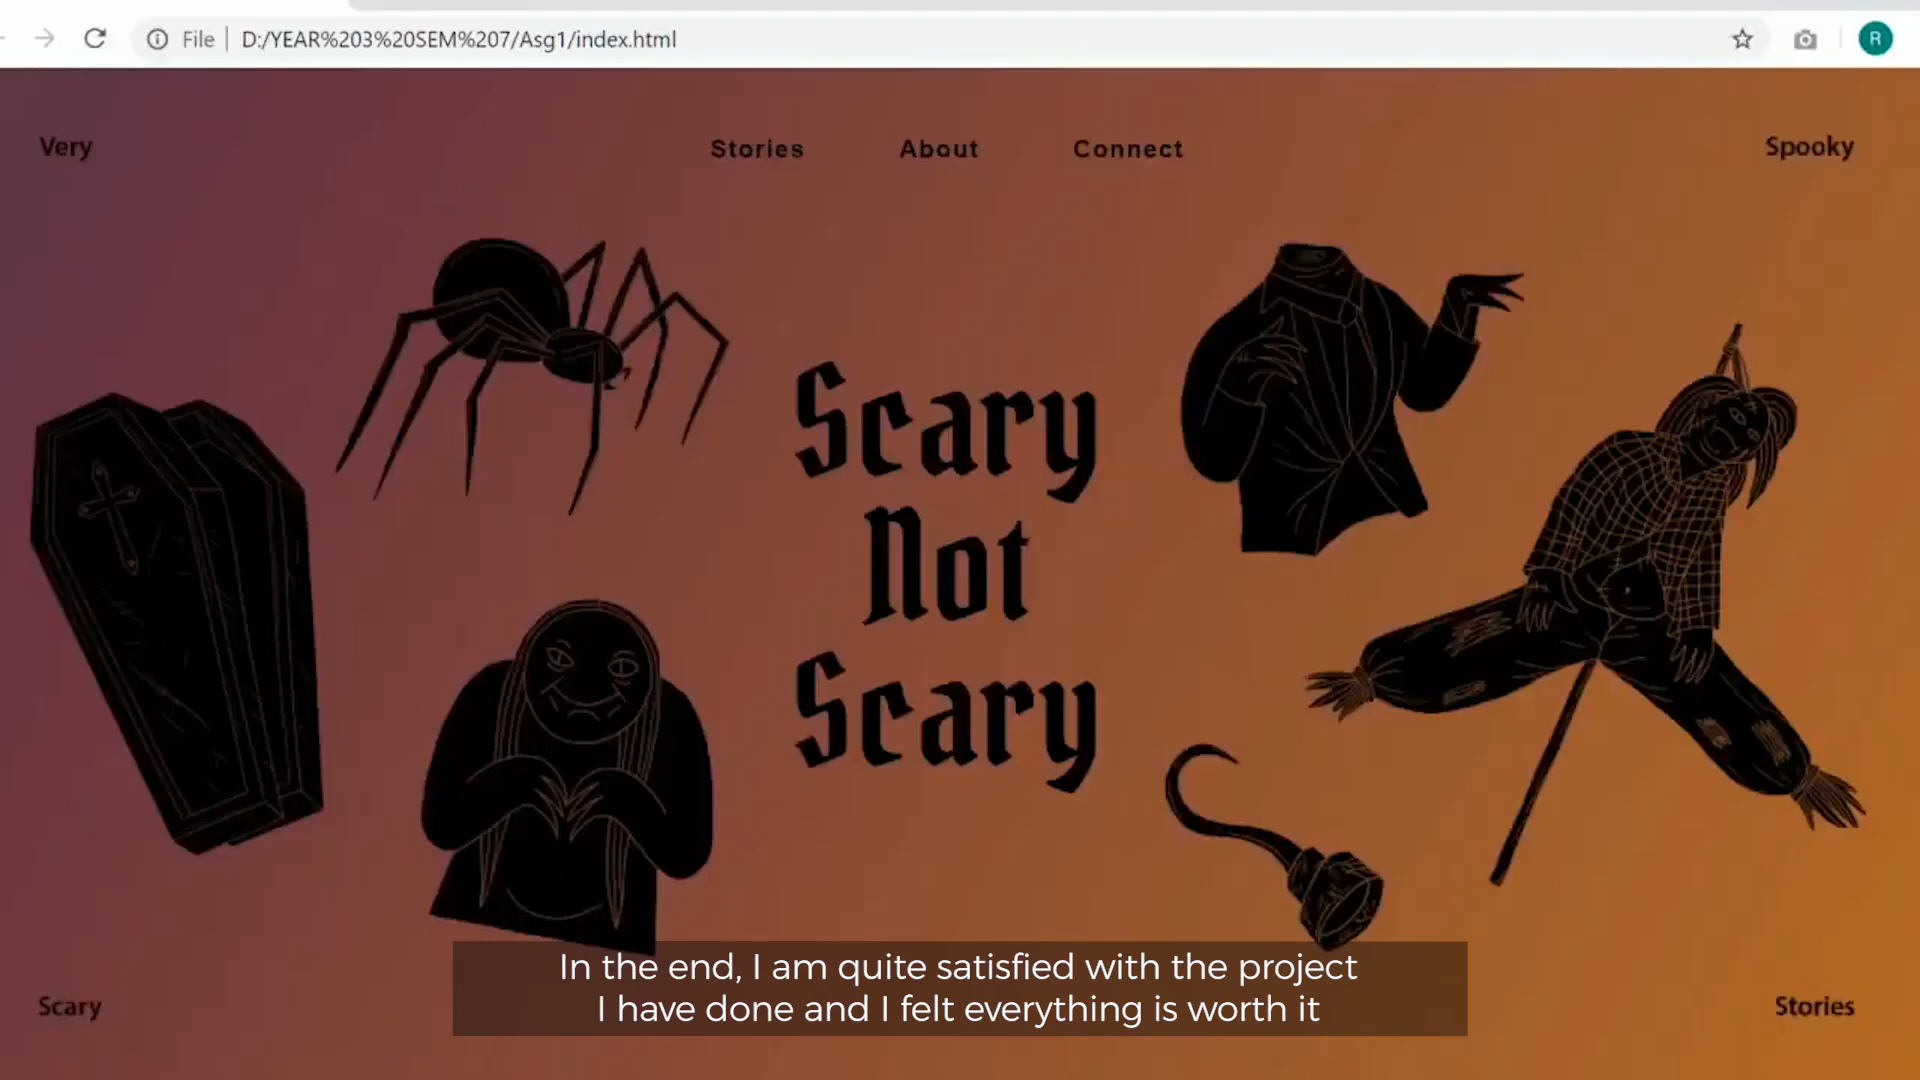 File
D:/YEAR%203%20SEM%207/Asg1/index.html
R
Very
Stories
About
Connect
Spooky
Scary
Not
Scary
In the end, I am quite satisfied with the project
I have done and I felt everything is worth it
Scary
Stories